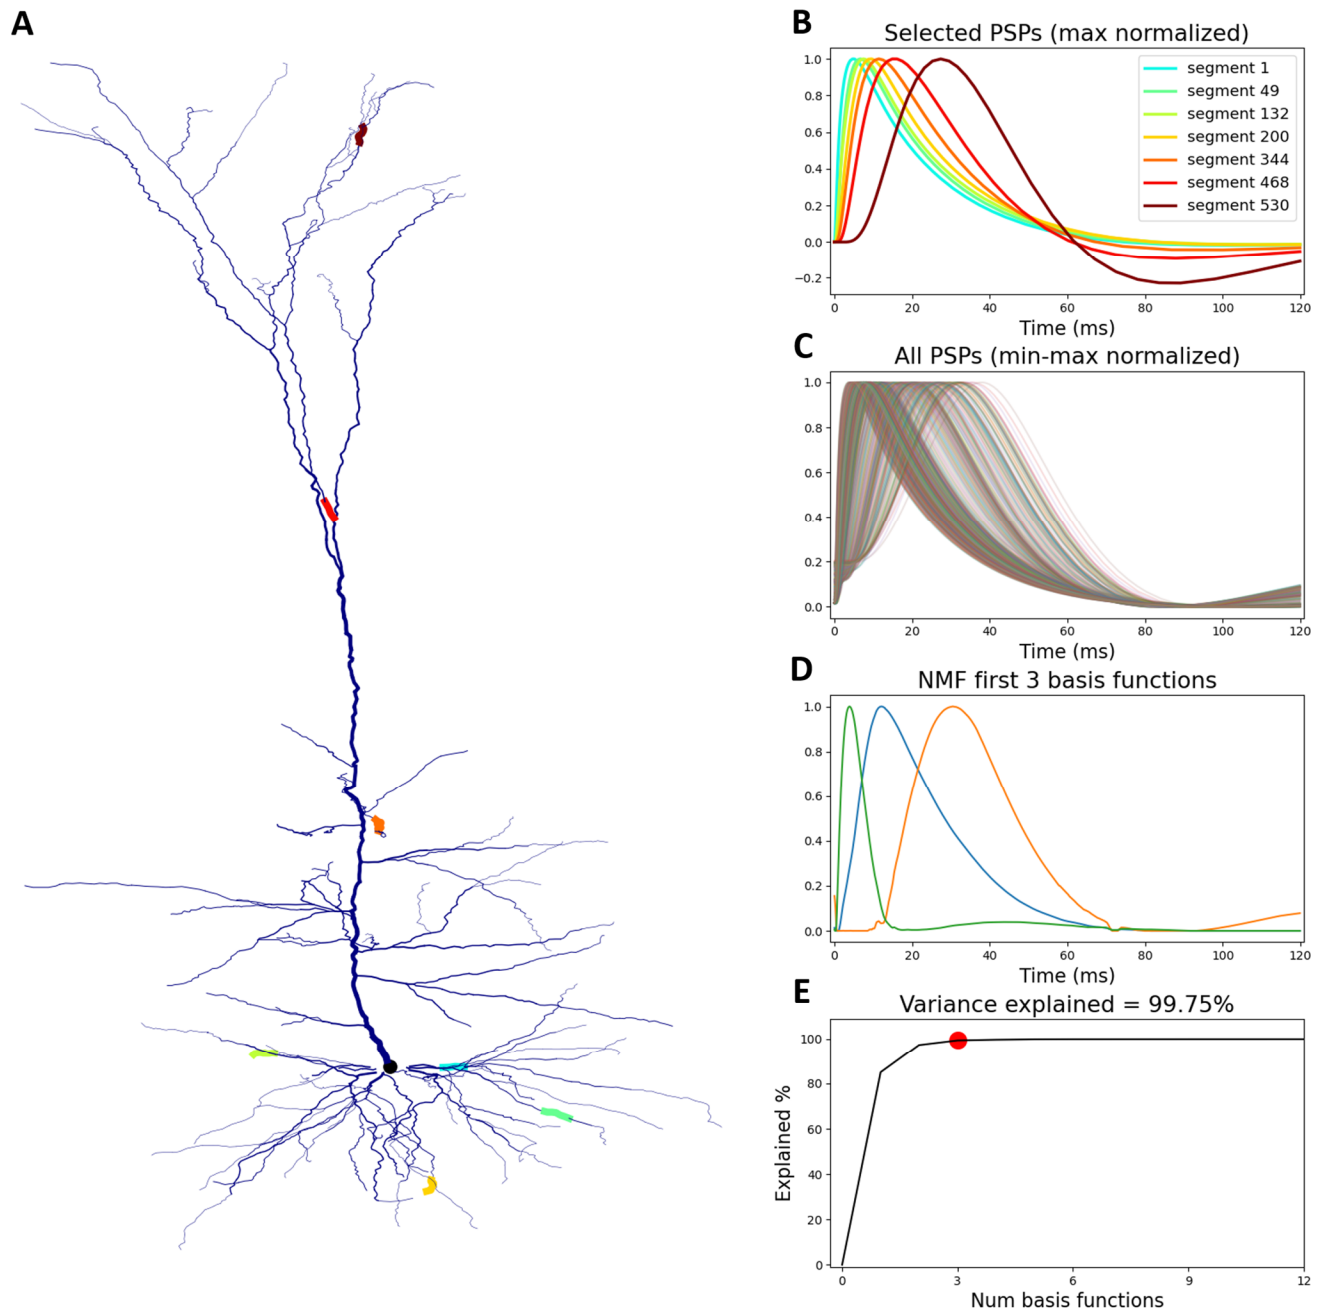 A
B
Selected PSPs (max normalized)
1.0
0.8
0.6
0.4
0.2
0.0
−0.2
segment 1
segment 49
segment 132
segment 200
segment 344
segment 468
segment 530
0 20 40 60 80 100 120
Time (ms)
C
All PSPs (min-max normalized)
1.0
0.8
0.6
0.4
0.2
0.0
0 20 40 60 80 100 120
Time (ms)
D
NMF first 3 basis functions
1.0
0.8
0.6
0.4
0.2
0.0
0 20 40 60 80 100 120
Time (ms)
E
Variance explained = 99.75%
Explained %
100
80
60
40
20
0
0 3 6 9 12
Num basis functions